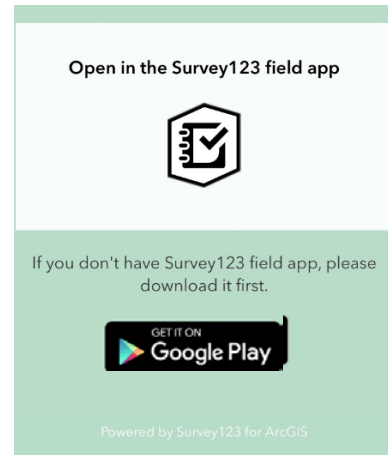 Open in the Survey123 field app
If you don't have Survey123 field app, please
download it first.
GET IT ON
Google Play
Powered by Survey123 for ArcGIS